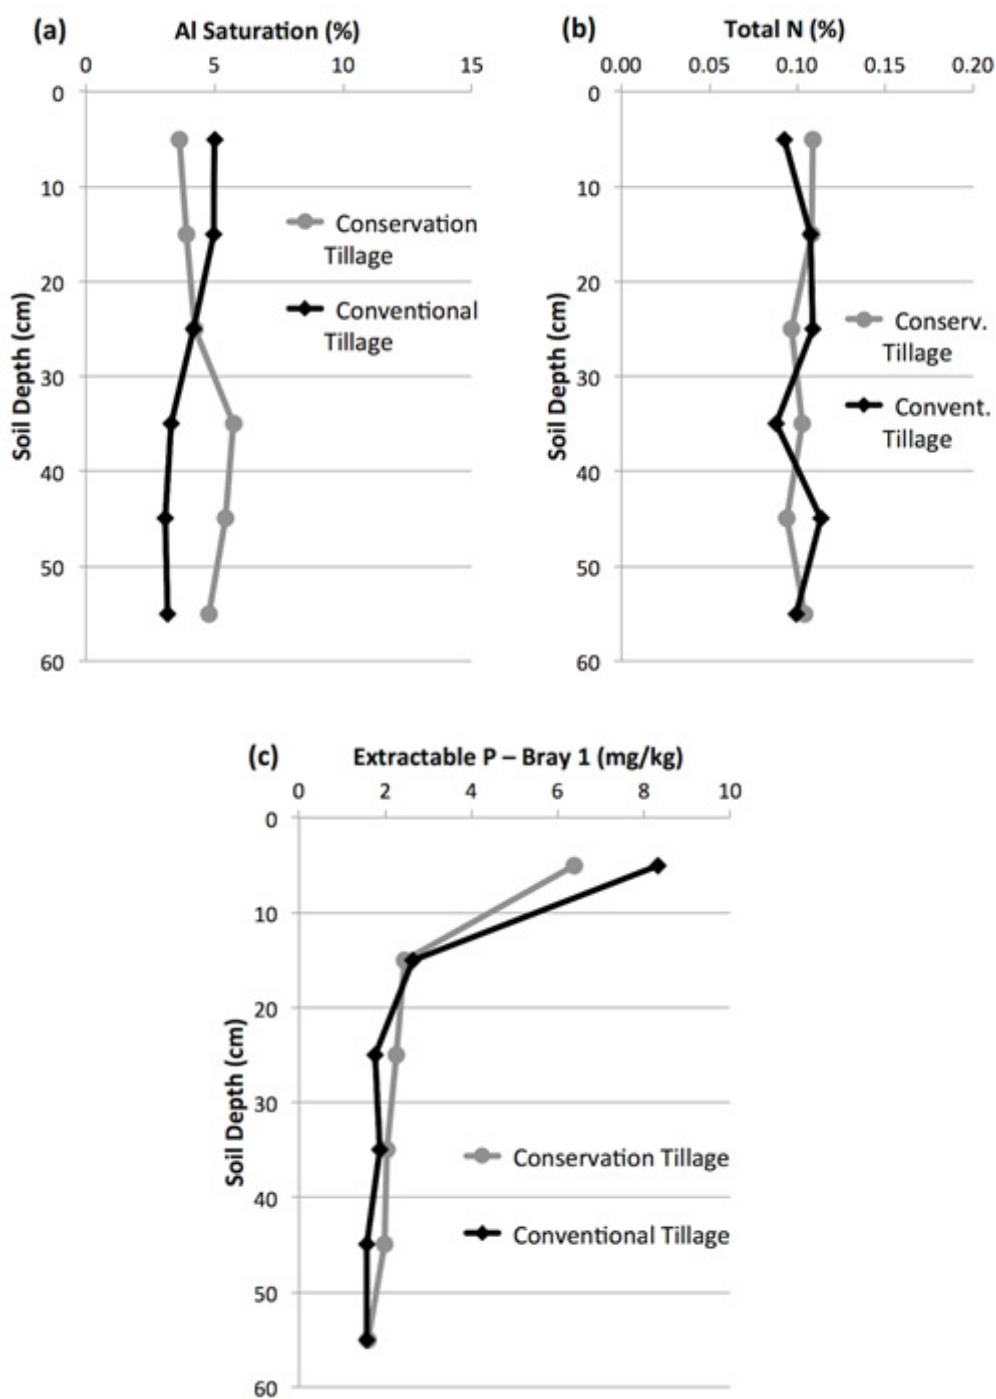 (a) Al Saturation (%)
0 5 10 15
0
10
20
30
40
50
60
Soil Depth (cm)
Conservation
Tillage
Conventional
Tillage
(b) Total N (%)
0.00 0.05 0.10 0.15 0.20
0
10
20
30
40
50
60
Soil Depth (cm)
Conserv.
Tillage
Convent.
Tillage
(c) Extractable P – Bray 1 (mg/kg)
0 2 4 6 8 10
0
10
20
30
40
50
60
Soil Depth (cm)
Conservation Tillage
Conventional Tillage